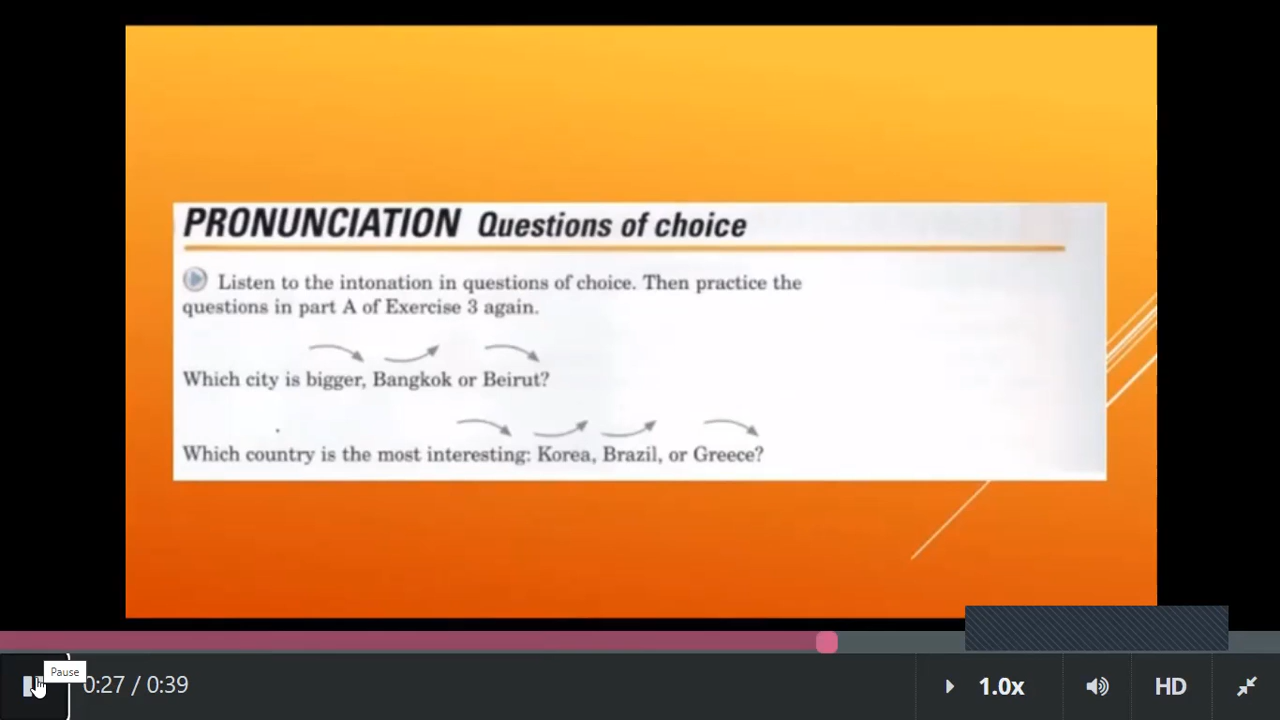 PRONUNCIATION Questions of choice
Listen to the intonation in questions of choice. Then practice the
questions in part A of Exercise 3 again.
Which city is bigger, Bangkok or Beirut?
Which country is the most interesting: Korea, Brazil, or Greece?
Pause
0:27 / 0:39
1.0x
HD